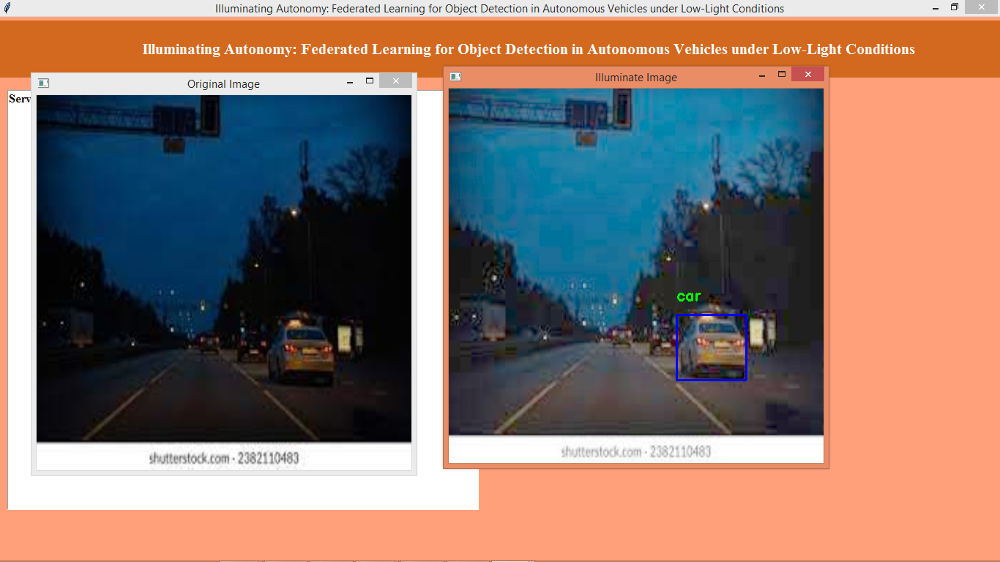 Illuminating Autonomy: Federated Learning for Object Detection in Autonomous Vehicles under Low-Light Conditions
Illuminating Autonomy: Federated Learning for Object Detection in Autonomous Vehicles under Low-Light Conditions
Serv
Original Image
shutterstock.com · 2382110483
Illuminate Image
car
shutterstock.com · 2382110483